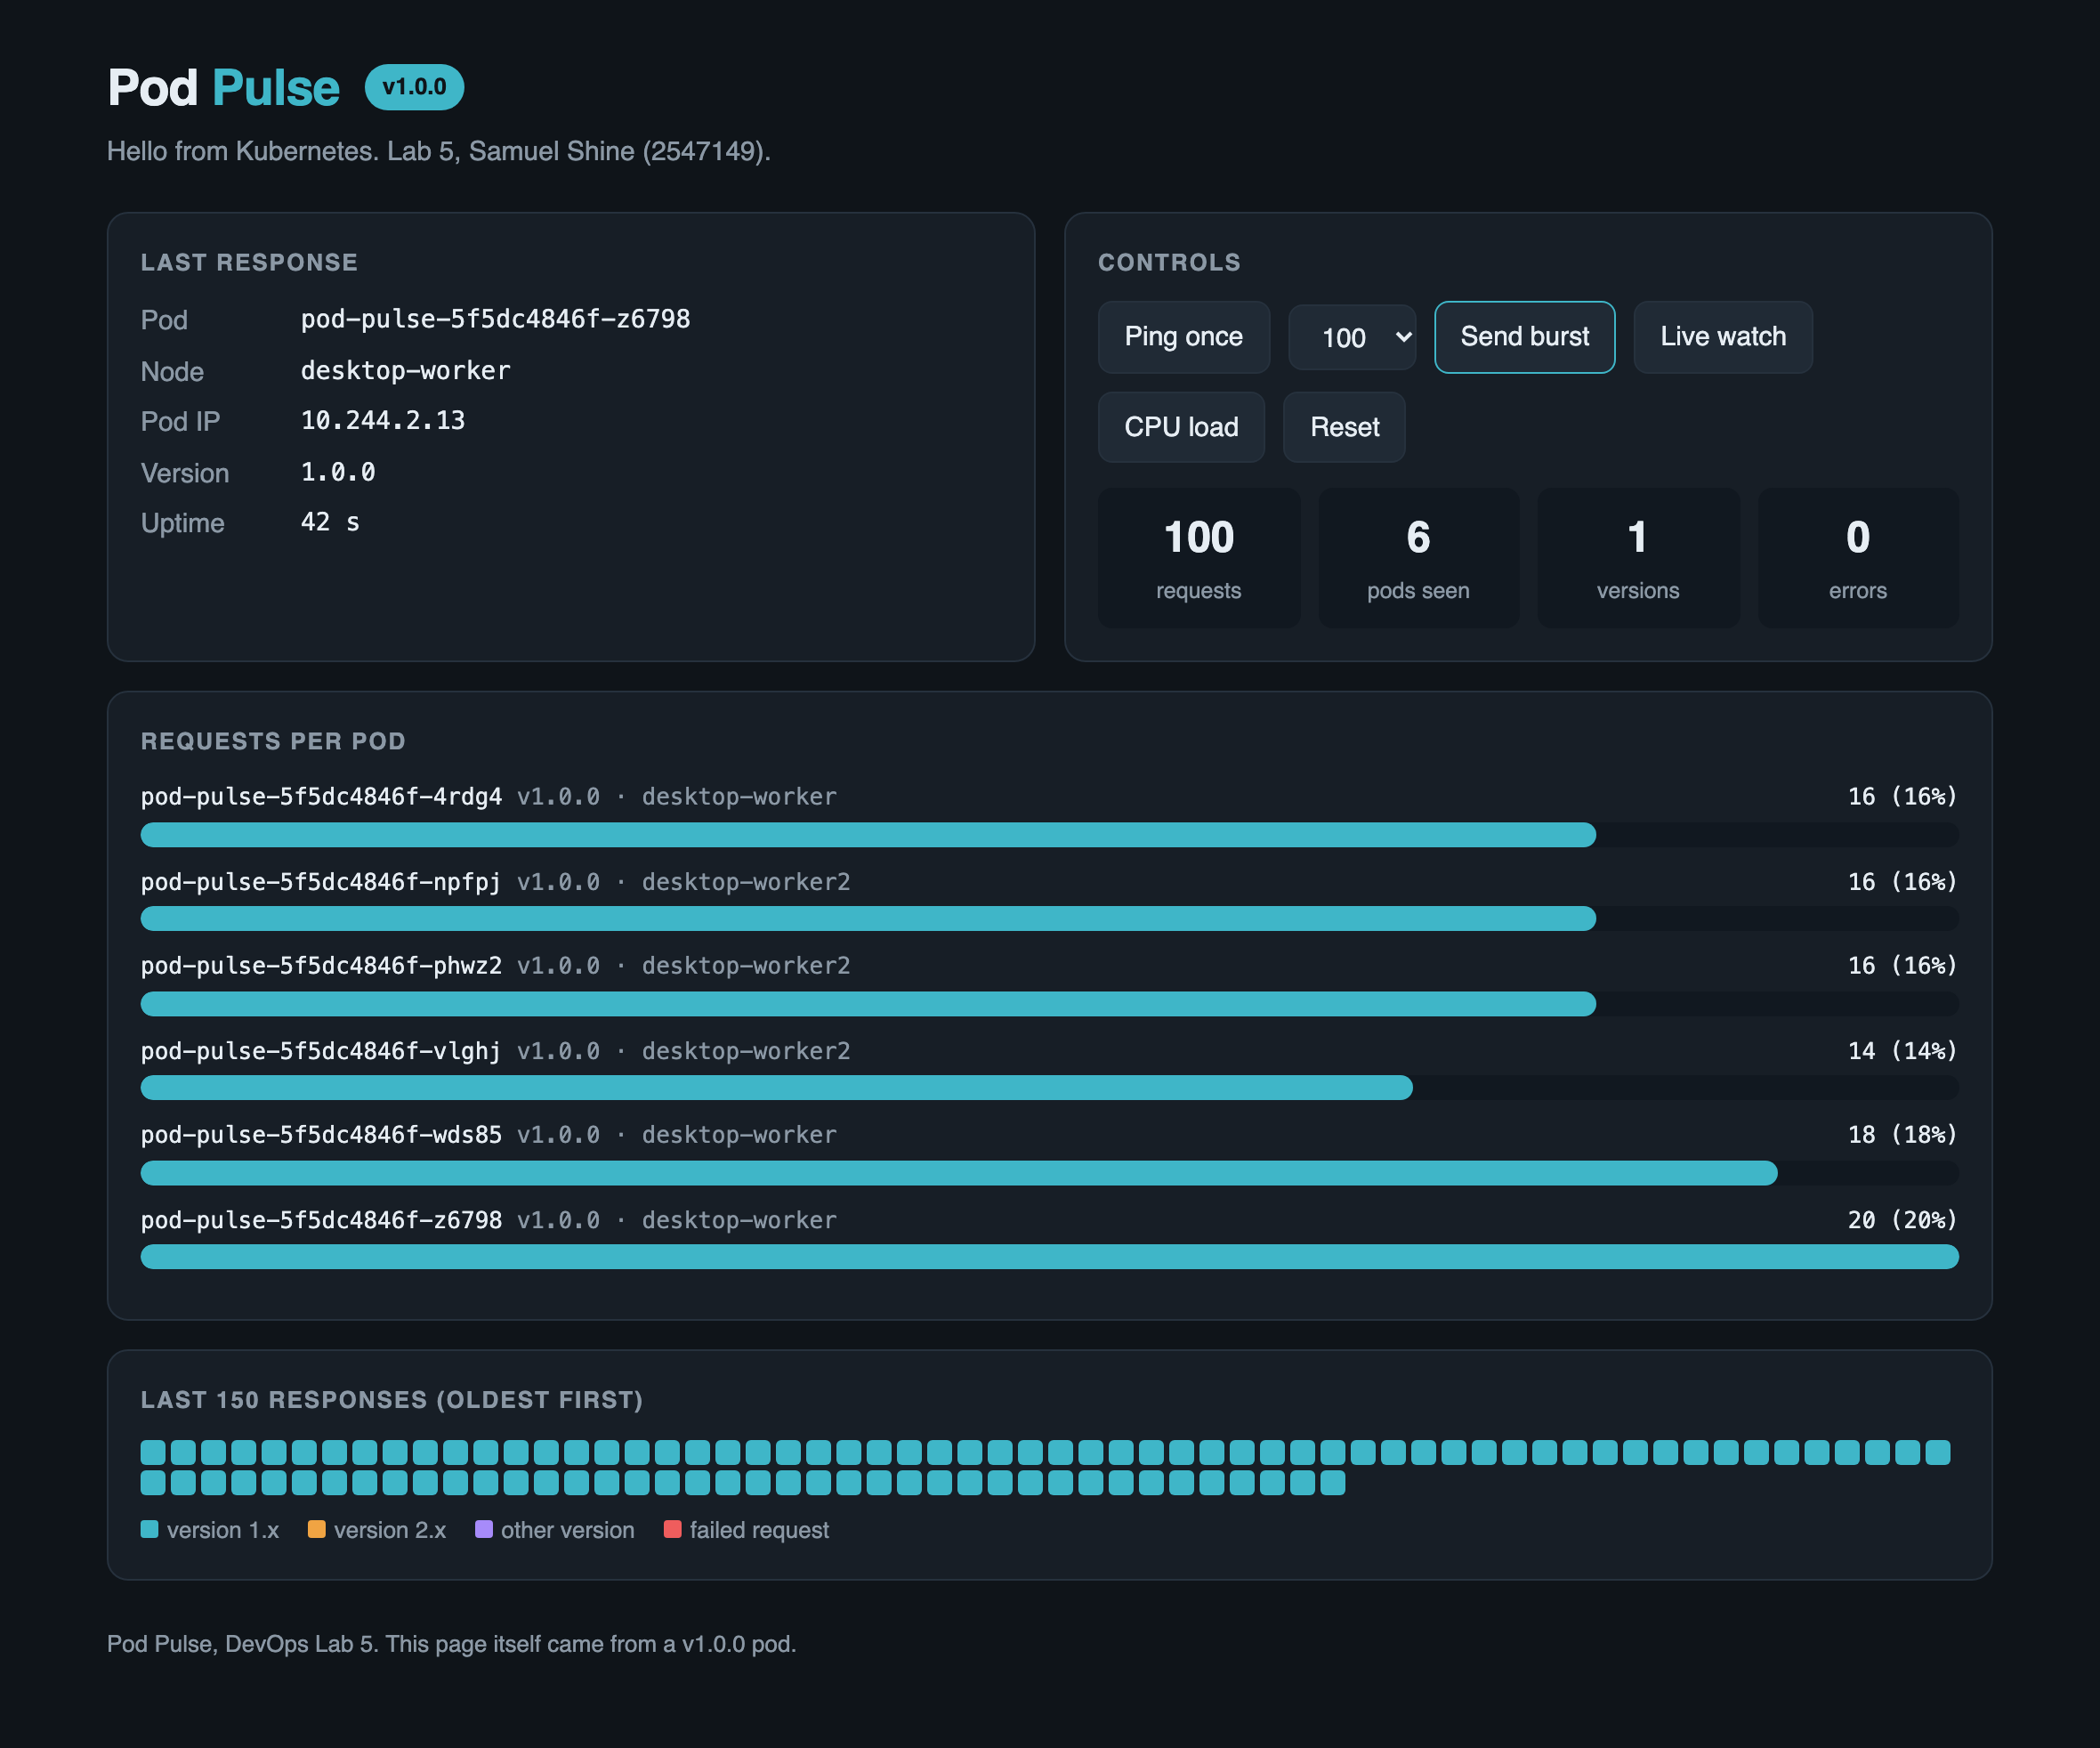 Pod Pulse v1.0.0
Hello from Kubernetes. Lab 5, Samuel Shine (2547149).
LAST RESPONSE
Pod pod-pulse-5f5dc4846f-z6798
Node desktop-worker
Pod IP 10.244.2.13
Version 1.0.0
Uptime 42 s
CONTROLS
Ping once 100 Send burst Live watch
CPU load Reset
100 6 1 0
requests pods seen versions errors
REQUESTS PER POD
pod-pulse-5f5dc4846f-4rdg4 v1.0.0 · desktop-worker 16 (16%)
pod-pulse-5f5dc4846f-npfpj v1.0.0 · desktop-worker2 16 (16%)
pod-pulse-5f5dc4846f-phwz2 v1.0.0 · desktop-worker2 16 (16%)
pod-pulse-5f5dc4846f-vlghj v1.0.0 · desktop-worker2 14 (14%)
pod-pulse-5f5dc4846f-wds85 v1.0.0 · desktop-worker 18 (18%)
pod-pulse-5f5dc4846f-z6798 v1.0.0 · desktop-worker 20 (20%)
LAST 150 RESPONSES (OLDEST FIRST)
version 1.x version 2.x other version failed request
Pod Pulse, DevOps Lab 5. This page itself came from a v1.0.0 pod.